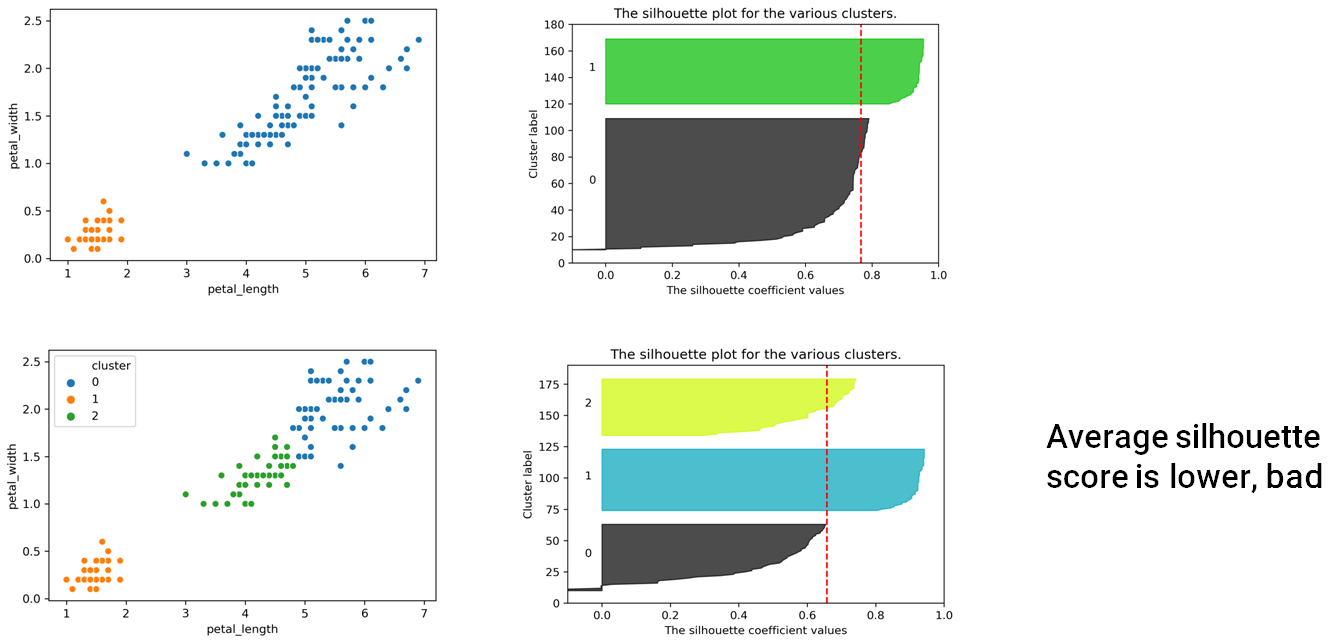 The silhouette plot for the various clusters.
2.5
2.0
1.5
1.0
0.5
0.0
petal_width
1 2 3 4 5 6 7
petal_length
180
160
140
120
100
80
60
40
20
0
Cluster label
1
0
0.0 0.2 0.4 0.6 0.8 1.0
The silhouette coefficient values
The silhouette plot for the various clusters.
cluster
0
1
2
2.5
2.0
1.5
1.0
0.5
0.0
petal_width
1 2 3 4 5 6 7
petal_length
175
150
125
100
75
50
25
0
Cluster label
2
1
0
0.0 0.2 0.4 0.6 0.8 1.0
The silhouette coefficient values
Average silhouette
score is lower, bad